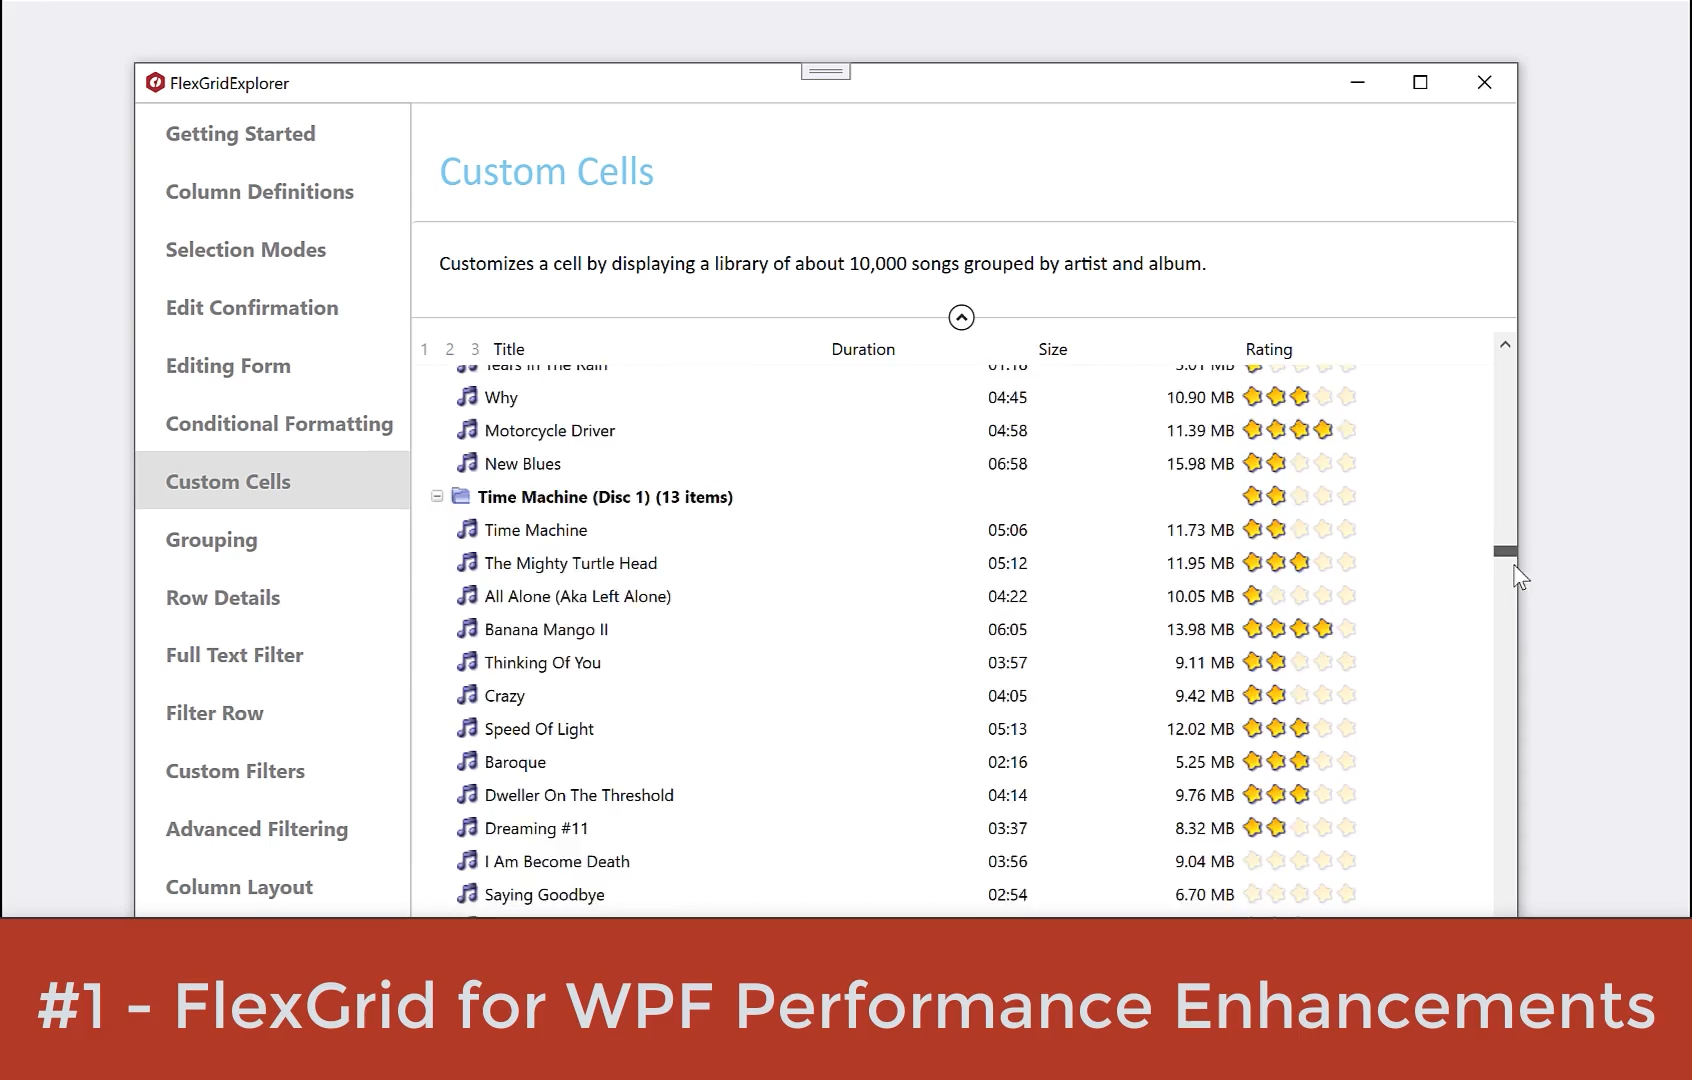 FlexGridExplorer
Getting Started
Column Definitions
Selection Modes
Edit Confirmation
Editing Form
Conditional Formatting
Custom Cells
Grouping
Row Details
Full Text Filter
Filter Row
Custom Filters
Advanced Filtering
Column Layout
Custom Cells
Customizes a cell by displaying a library of about 10,000 songs grouped by artist and album.
1 2 3 Title Duration Size Rating
Tears In The Rain 01:16 3.01 MB
Why 04:45 10.90 MB
Motorcycle Driver 04:58 11.39 MB
New Blues 06:58 15.98 MB
Time Machine (Disc 1) (13 items)
Time Machine 05:06 11.73 MB
The Mighty Turtle Head 05:12 11.95 MB
All Alone (Aka Left Alone) 04:22 10.05 MB
Banana Mango II 06:05 13.98 MB
Thinking Of You 03:57 9.11 MB
Crazy 04:05 9.42 MB
Speed Of Light 05:13 12.02 MB
Baroque 02:16 5.25 MB
Dweller On The Threshold 04:14 9.76 MB
Dreaming #11 03:37 8.32 MB
I Am Become Death 03:56 9.04 MB
Saying Goodbye 02:54 6.70 MB
#1 - FlexGrid for WPF Performance Enhancements